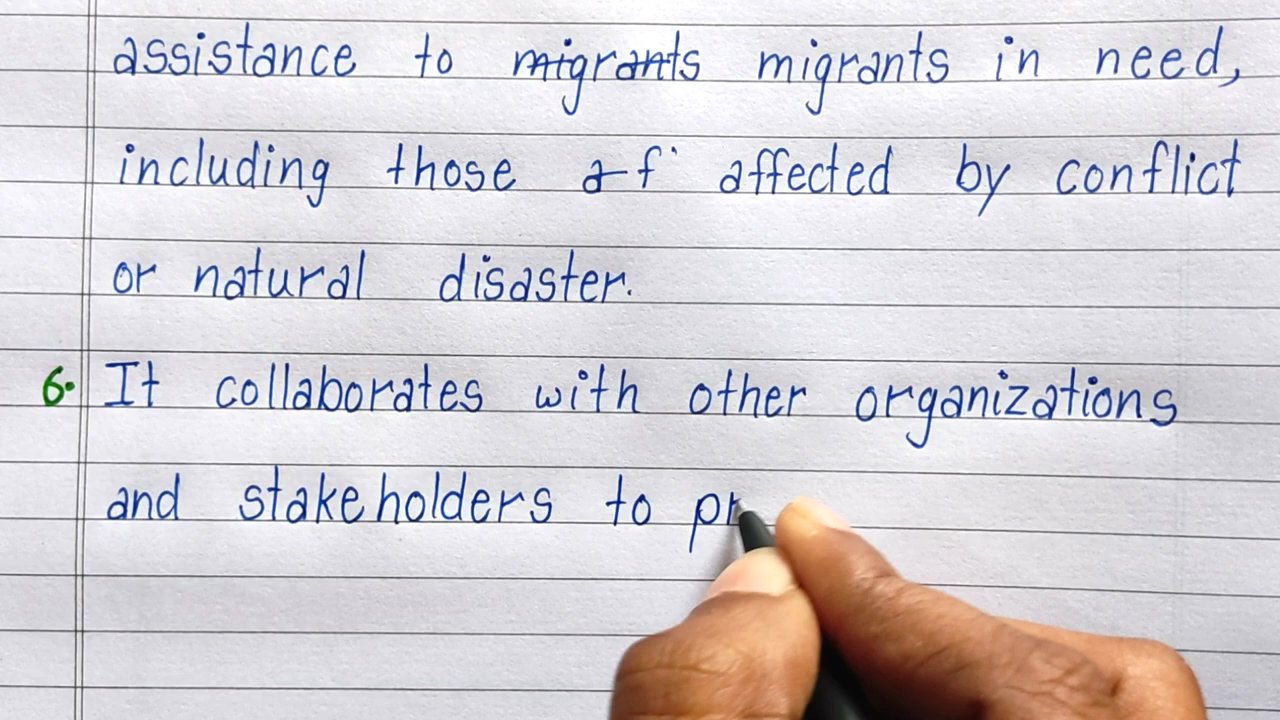 assistance to migrants migrants in need,
including those af affected by conflict
or natural disaster.
6. It collaborates with other organizations
and stakeholders to pr